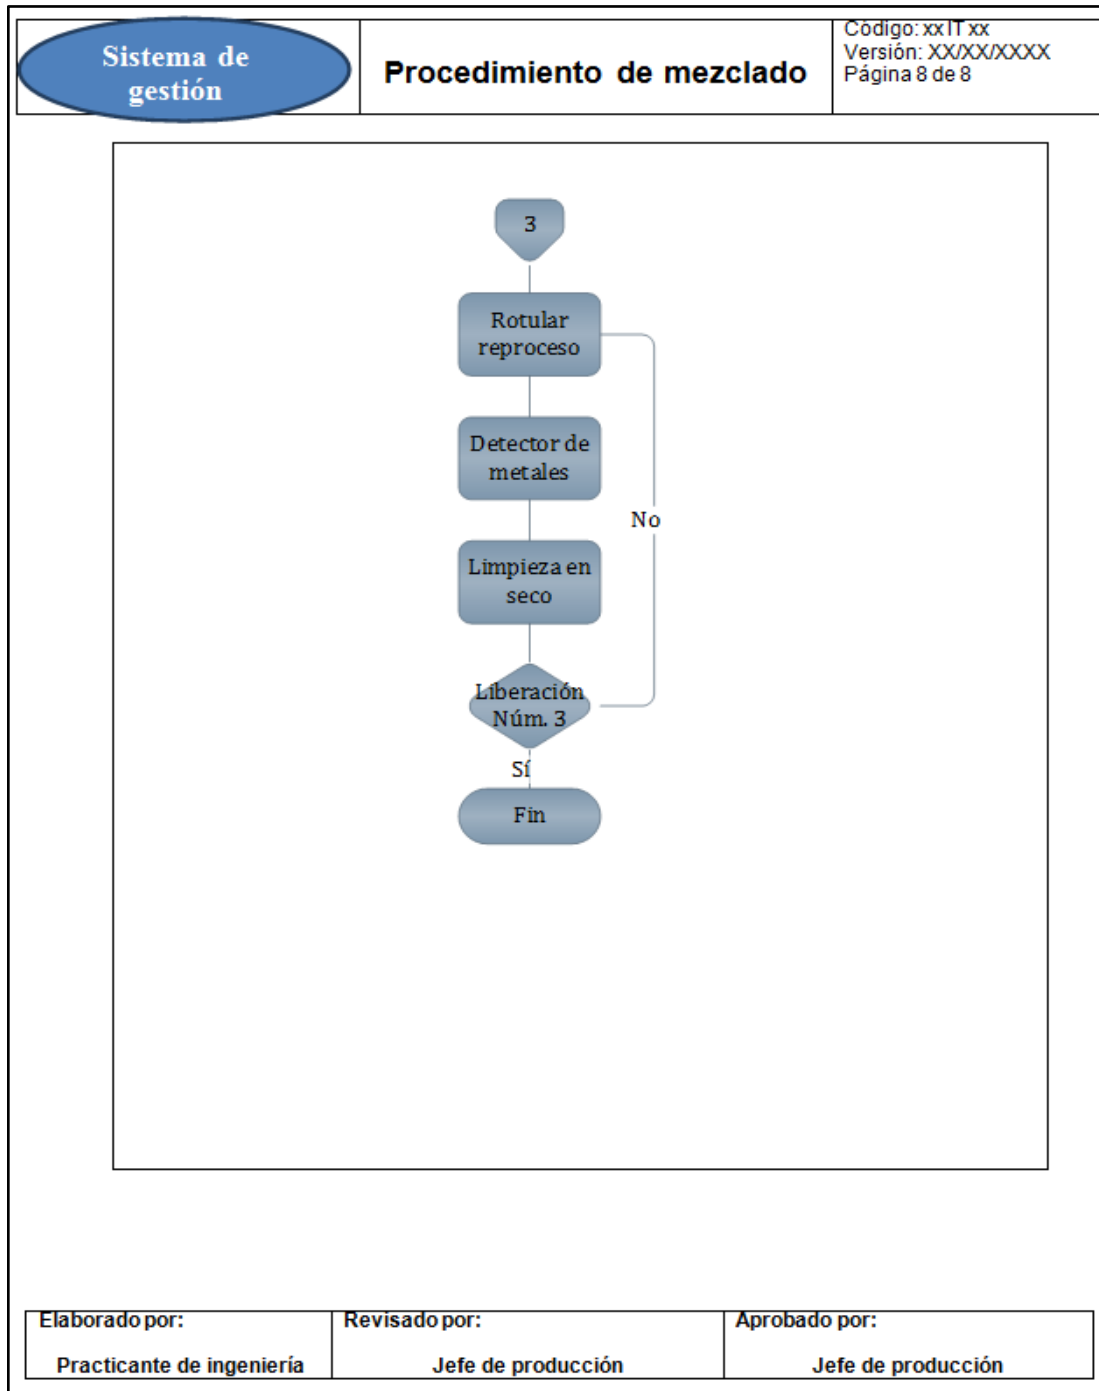 Sistema de
gestión
Procedimiento de mezclado
Código: xx IT xx
Versión: XX/XX/XXXX
Página 8 de 8
3
Rotular
reproceso
Detector de
metales
No
Limpieza en
seco
Liberación
Núm. 3
Sí
Fin
Elaborado por:
Practicante de ingeniería
Revisado por:
Jefe de producción
Aprobado por:
Jefe de producción